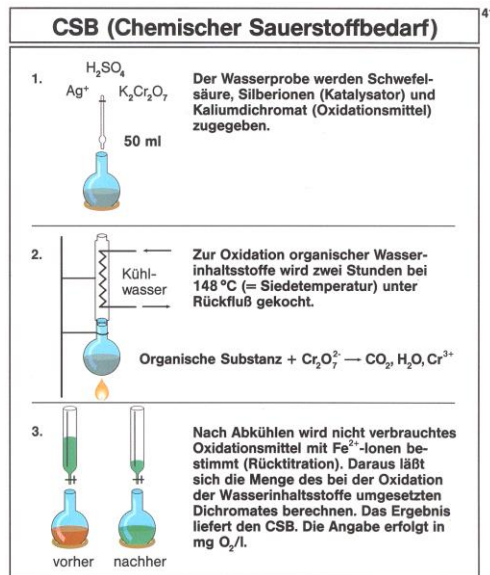 CSB (Chemischer Sauerstoffbedarf)
1.
H₂SO₄
Ag⁺
K₂Cr₂O₇
50 ml
Der Wasserprobe werden Schwefel-
säure, Silberionen (Katalysator) und
Kaliumdichromat (Oxidationsmittel)
zugegeben.
2.
Kühl-
wasser
Zur Oxidation organischer Wasser-
inhaltsstoffe wird zwei Stunden bei
148 °C (= Siedetemperatur) unter
Rückfluß gekocht.
Organische Substanz + Cr₂O₇²⁻ → CO₂, H₂O, Cr³⁺
3.
vorher
nachher
Nach Abkühlen wird nicht verbrauchtes
Oxidationsmittel mit Fe²⁺-Ionen be-
stimmt (Rücktitration). Daraus läßt
sich die Menge des bei der Oxidation
der Wasserinhaltsstoffe umgesetzten
Dichromates berechnen. Das Ergebnis
liefert den CSB. Die Angabe erfolgt in
mg O₂/l.